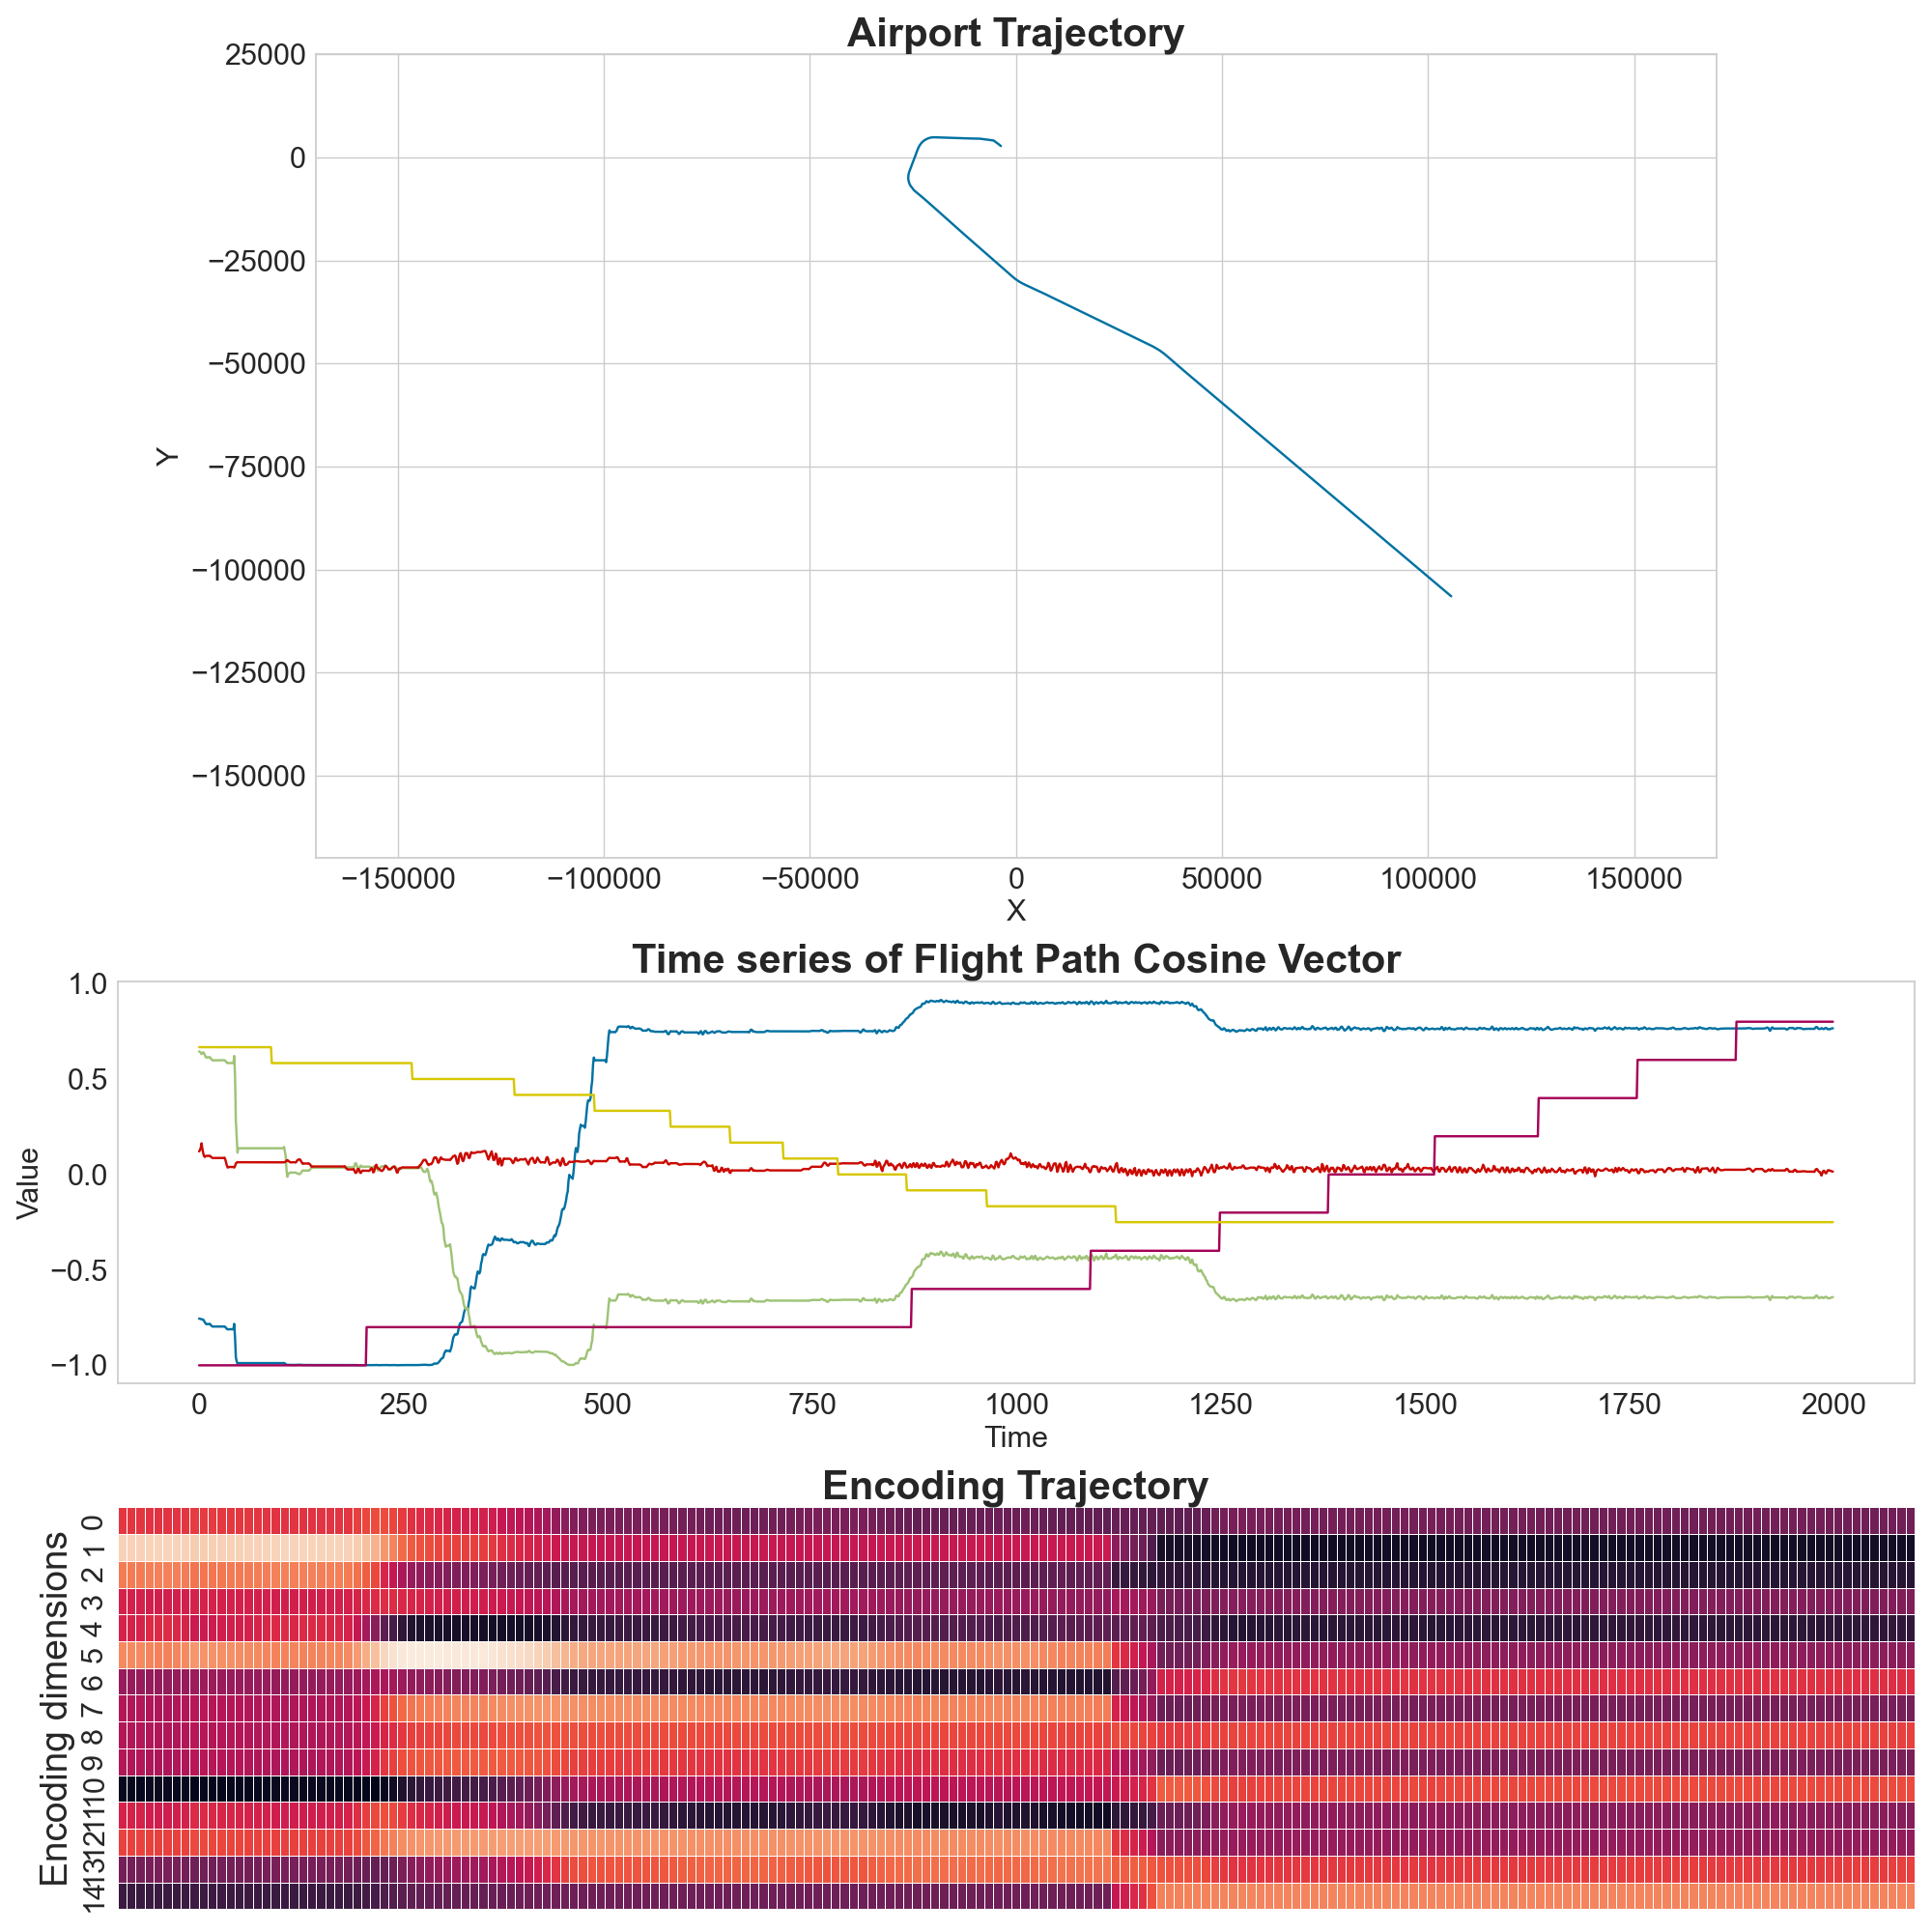 Airport Trajectory
25000
0
−25000
−50000
−75000
−100000
−125000
−150000
Y
−150000 −100000 −50000 0 50000 100000 150000
X
Time series of Flight Path Cosine Vector
1.0
0.5
0.0
−0.5
−1.0
Value
0 250 500 750 1000 1250 1500 1750 2000
Time
Encoding Trajectory
Encoding dimensions
0
1
2
3
4
5
6
7
8
9
10
11
12
13
14